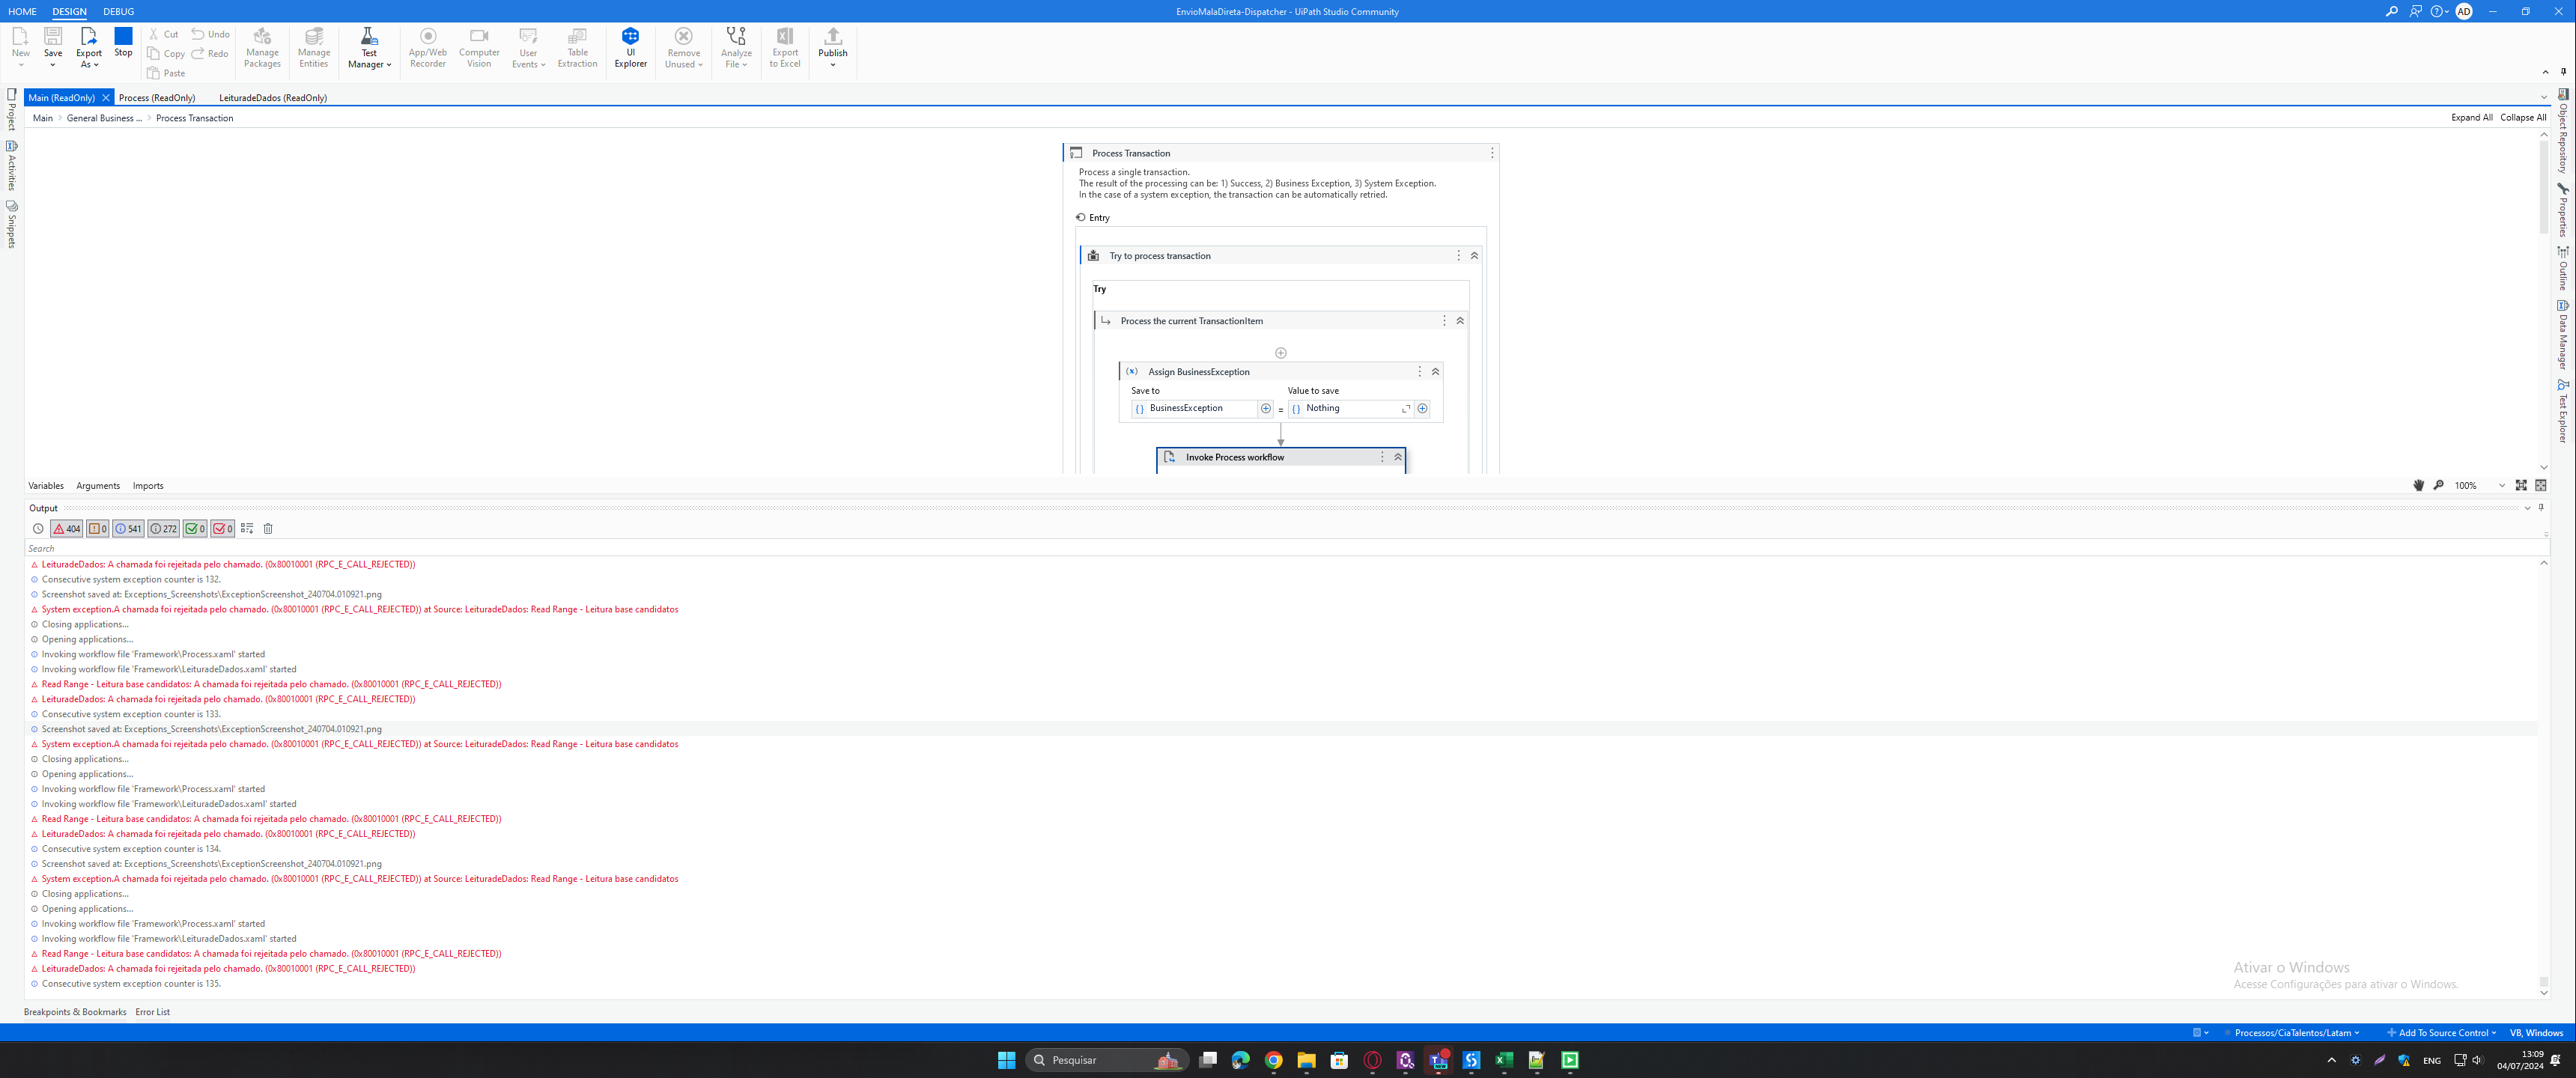 HOME DESIGN DEBUG
EnvioMalaDireta-Dispatcher - UiPath Studio Community
AD
New
Save
Export As
Stop
Cut
Copy
Paste
Undo
Redo
Manage Packages
Manage Entities
Test Manager
App/Web Recorder
Computer Vision
User Events
Table Extraction
UI Explorer
Remove Unused
Analyze File
Export to Excel
Publish
Main (ReadOnly) Process (ReadOnly) LeituradeDados (ReadOnly)
Main > General Business ... > Process Transaction
Expand All Collapse All
Project
Activities
Snippets
Object Repository
Properties
Outline
Data Manager
Test Explorer
Process Transaction
Process a single transaction.
The result of the processing can be: 1) Success, 2) Business Exception, 3) System Exception.
In the case of a system exception, the transaction can be automatically retried.
Entry
Try to process transaction
Try
Process the current TransactionItem
Assign BusinessException
Save to Value to save
BusinessException = Nothing
Invoke Process workflow
Variables Arguments Imports
100%
Output
404 0 541 272 0 0
Search
LeituradeDados: A chamada foi rejeitada pelo chamado. (0x80010001 (RPC_E_CALL_REJECTED))
Consecutive system exception counter is 132.
Screenshot saved at: Exceptions_Screenshots\ExceptionScreenshot_240704.010921.png
System exception.A chamada foi rejeitada pelo chamado. (0x80010001 (RPC_E_CALL_REJECTED)) at Source: LeituradeDados: Read Range - Leitura base candidatos
Closing applications...
Opening applications...
Invoking workflow file 'Framework\Process.xaml' started
Invoking workflow file 'Framework\LeituradeDados.xaml' started
Read Range - Leitura base candidatos: A chamada foi rejeitada pelo chamado. (0x80010001 (RPC_E_CALL_REJECTED))
LeituradeDados: A chamada foi rejeitada pelo chamado. (0x80010001 (RPC_E_CALL_REJECTED))
Consecutive system exception counter is 133.
Screenshot saved at: Exceptions_Screenshots\ExceptionScreenshot_240704.010921.png
System exception.A chamada foi rejeitada pelo chamado. (0x80010001 (RPC_E_CALL_REJECTED)) at Source: LeituradeDados: Read Range - Leitura base candidatos
Closing applications...
Opening applications...
Invoking workflow file 'Framework\Process.xaml' started
Invoking workflow file 'Framework\LeituradeDados.xaml' started
Read Range - Leitura base candidatos: A chamada foi rejeitada pelo chamado. (0x80010001 (RPC_E_CALL_REJECTED))
LeituradeDados: A chamada foi rejeitada pelo chamado. (0x80010001 (RPC_E_CALL_REJECTED))
Consecutive system exception counter is 134.
Screenshot saved at: Exceptions_Screenshots\ExceptionScreenshot_240704.010921.png
System exception.A chamada foi rejeitada pelo chamado. (0x80010001 (RPC_E_CALL_REJECTED)) at Source: LeituradeDados: Read Range - Leitura base candidatos
Closing applications...
Opening applications...
Invoking workflow file 'Framework\Process.xaml' started
Invoking workflow file 'Framework\LeituradeDados.xaml' started
Read Range - Leitura base candidatos: A chamada foi rejeitada pelo chamado. (0x80010001 (RPC_E_CALL_REJECTED))
LeituradeDados: A chamada foi rejeitada pelo chamado. (0x80010001 (RPC_E_CALL_REJECTED))
Consecutive system exception counter is 135.
Ativar o Windows
Acesse Configurações para ativar o Windows.
Breakpoints & Bookmarks Error List
Processos/CiaTalentos/Latam Add To Source Control VB, Windows
Pesquisar
ENG
13:09
04/07/2024